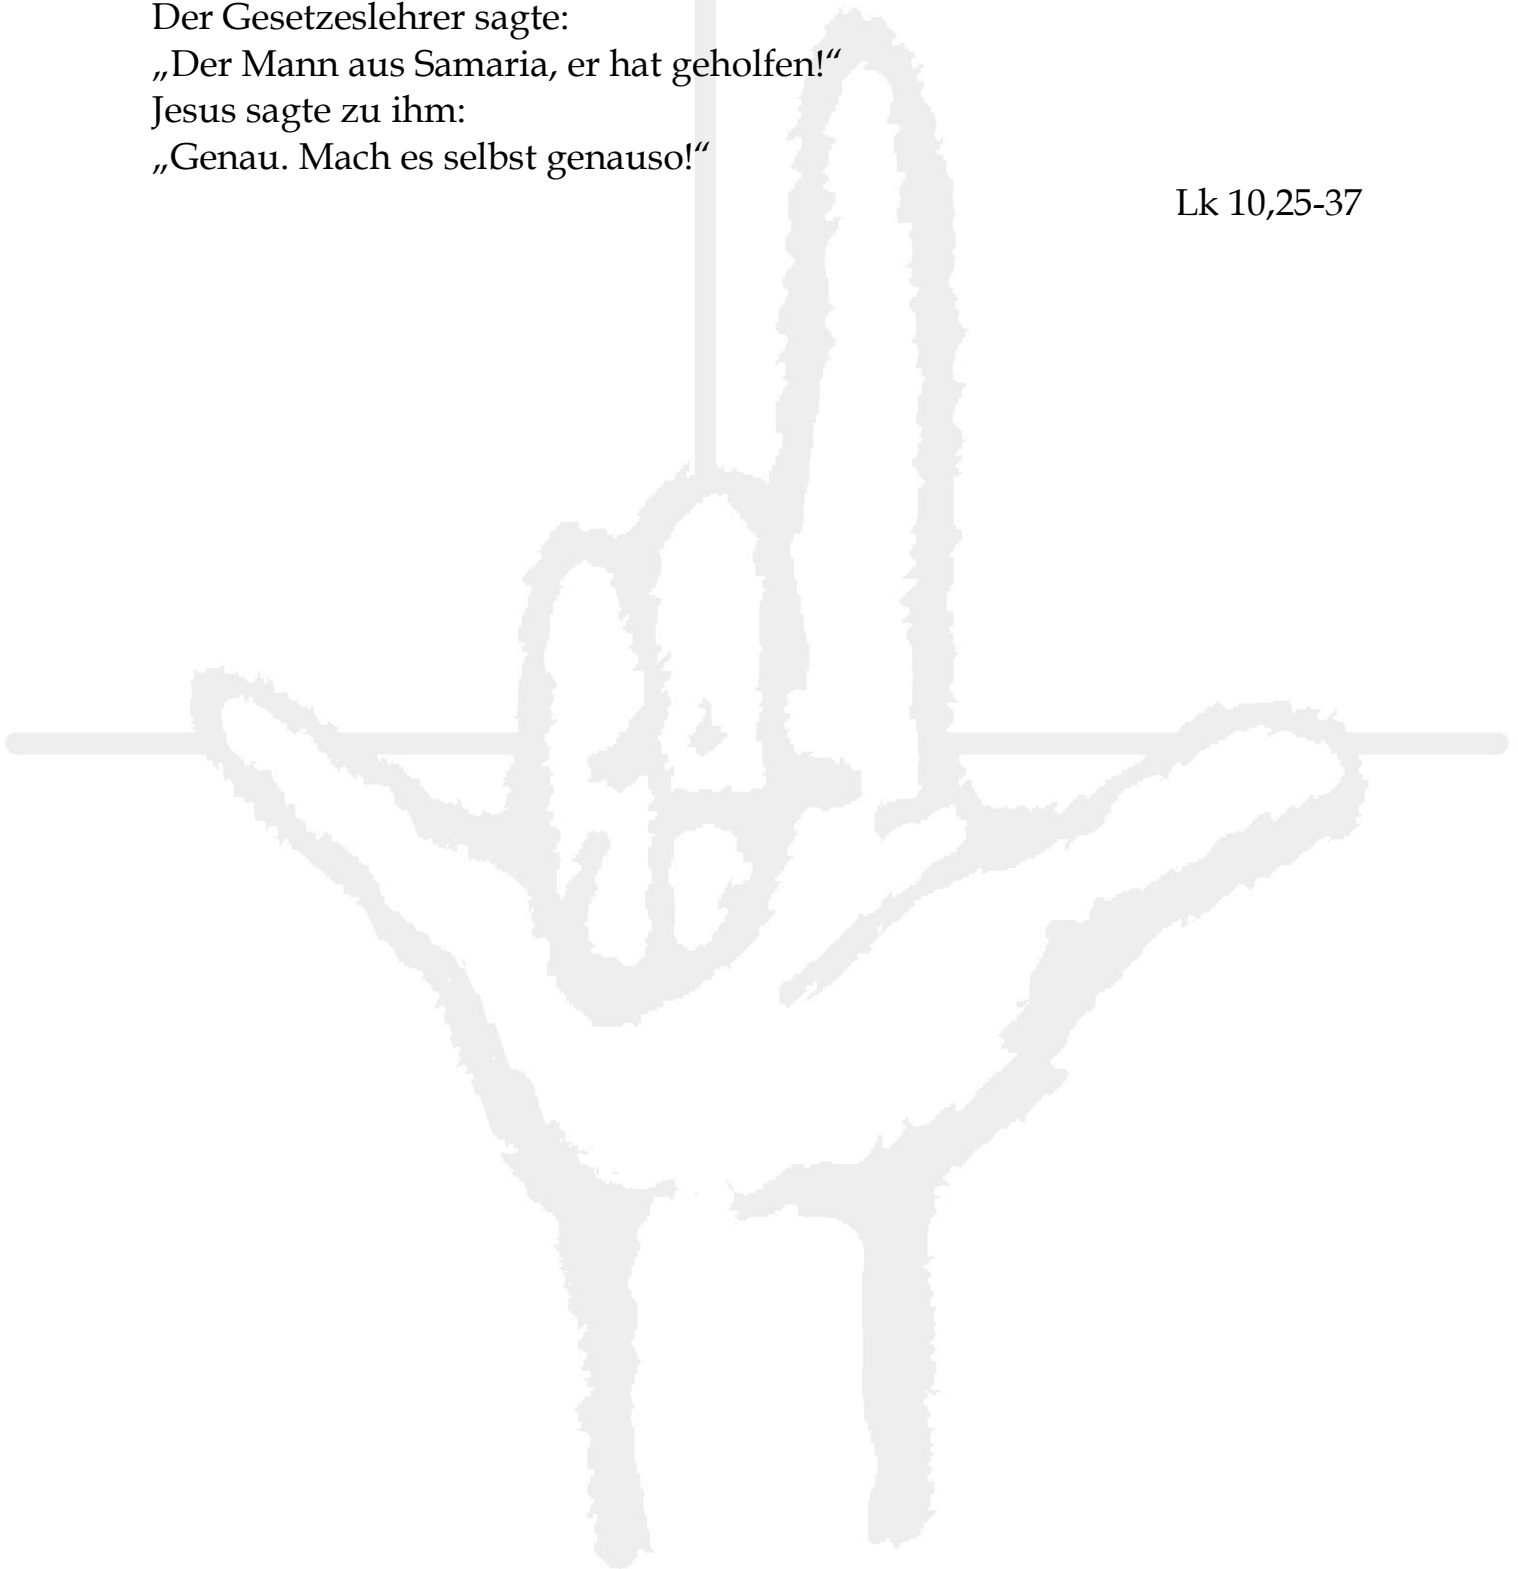 Der Gesetzeslehrer sagte:
„Der Mann aus Samaria, er hat geholfen!“
Jesus sagte zu ihm:
„Genau. Mach es selbst genauso!“
Lk 10,25-37